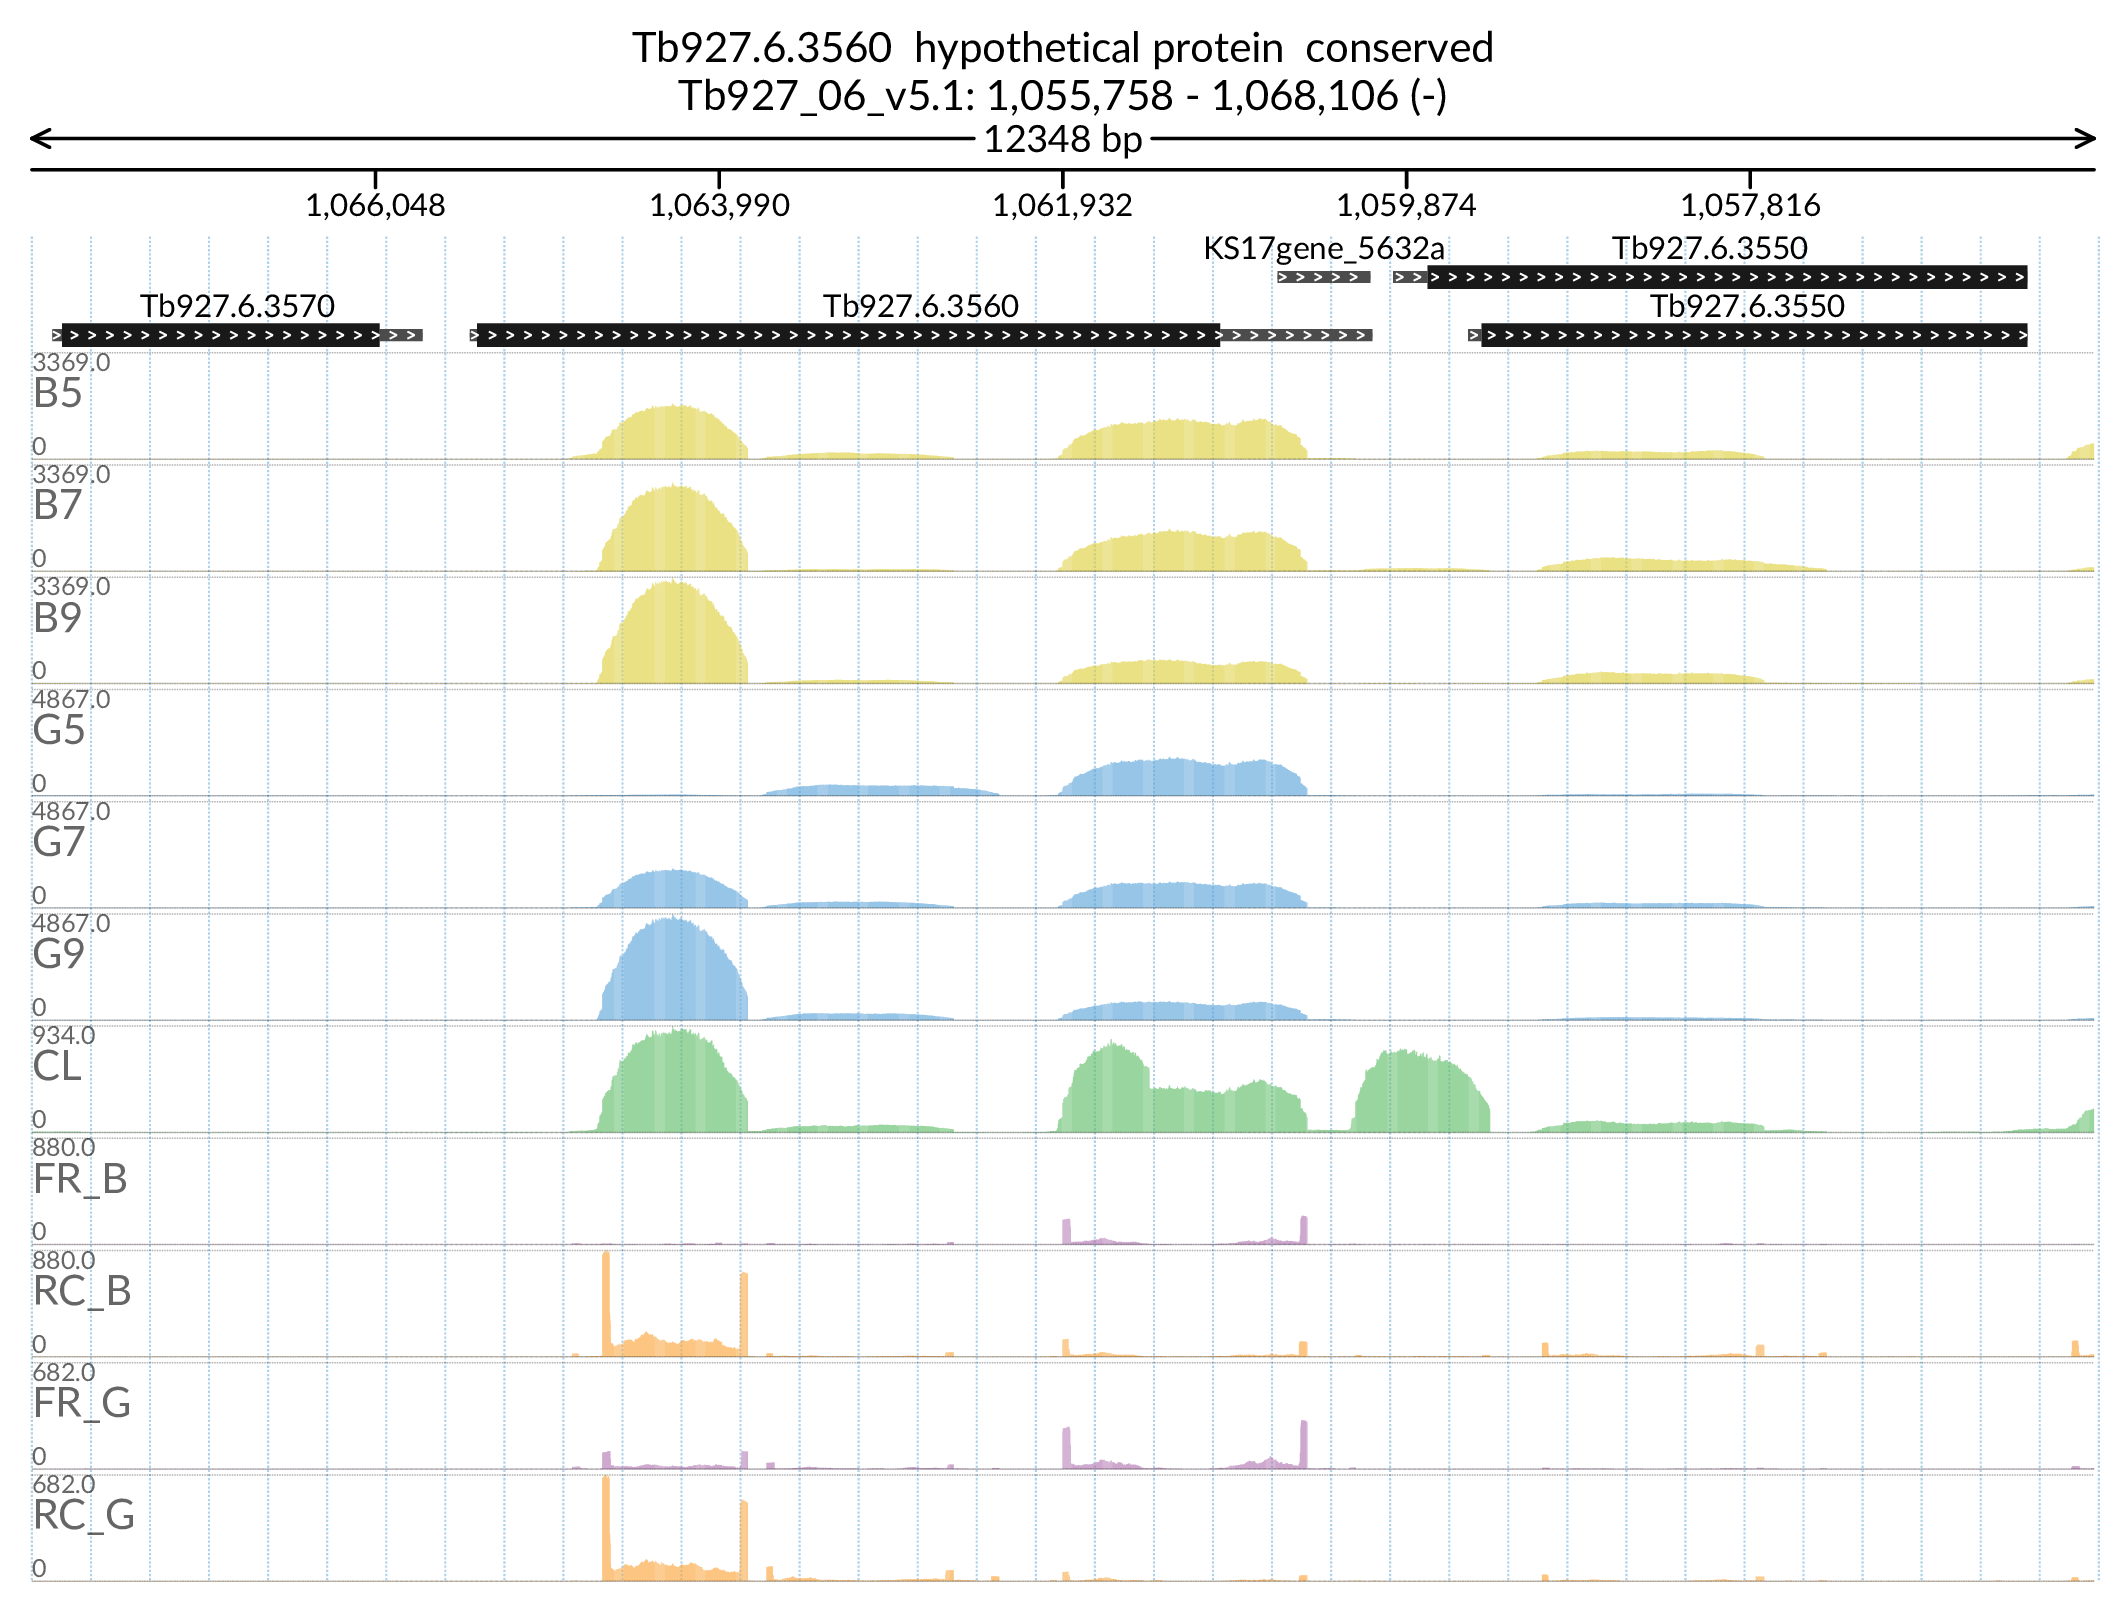 Tb927.6.3560  hypothetical protein  conserved
Tb927_06_v5.1: 1,055,758 - 1,068,106 (-)
12348 bp
1,066,048 1,063,990 1,061,932 1,059,874 1,057,816
KS17gene_5632a Tb927.6.3550
Tb927.6.3570 Tb927.6.3560 Tb927.6.3550
3369.0
B5
0
3369.0
B7
0
3369.0
B9
0
4867.0
G5
0
4867.0
G7
0
4867.0
G9
0
934.0
CL
0
880.0
FR_B
0
880.0
RC_B
0
682.0
FR_G
0
682.0
RC_G
0